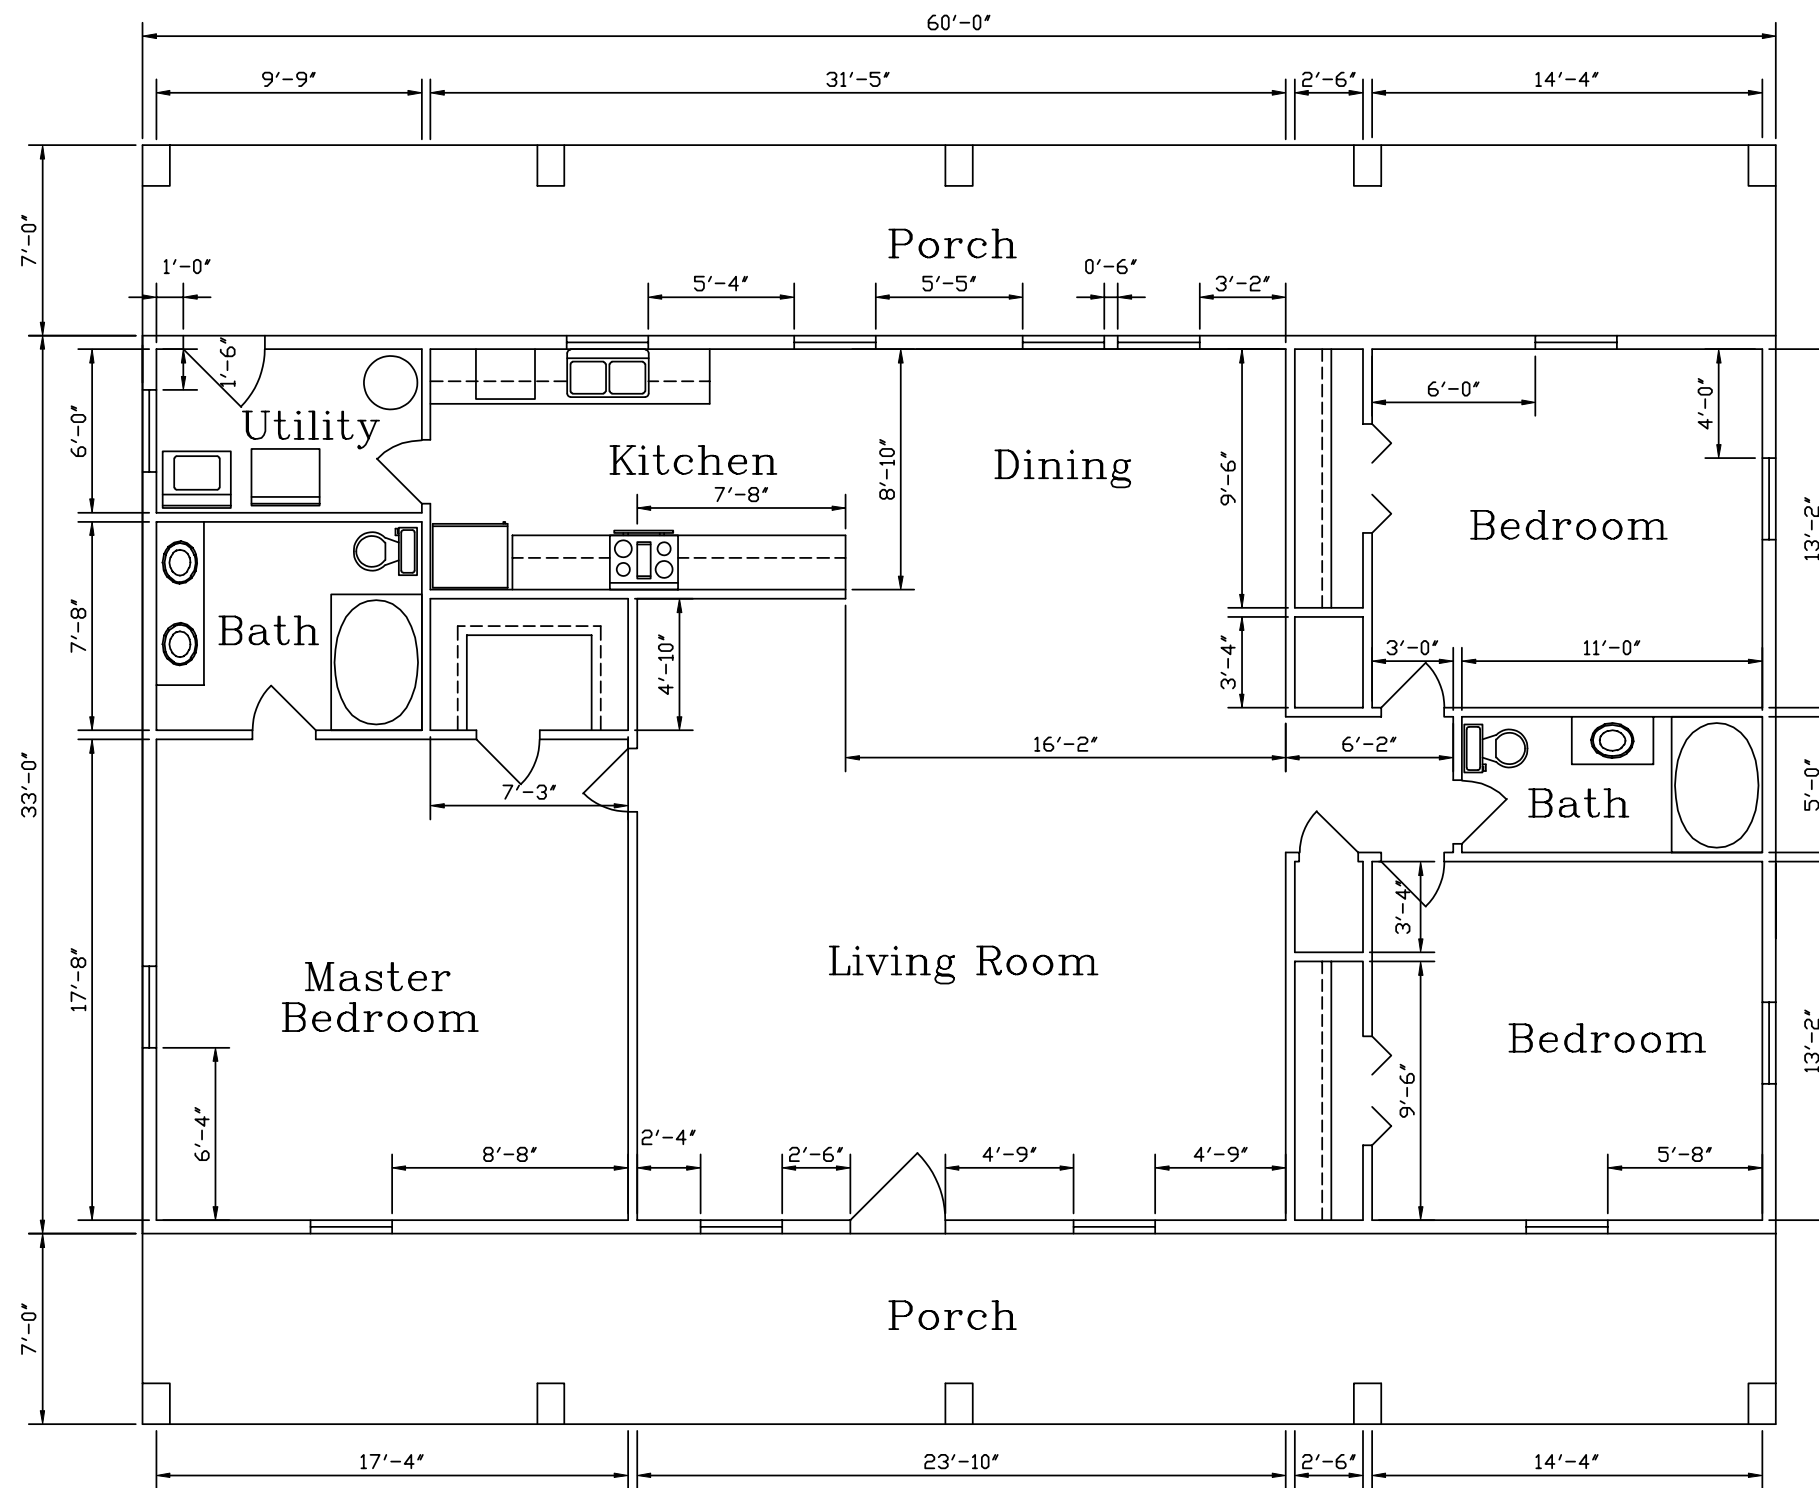 60'-0"
9'-9" 31'-5" 2'-6" 14'-4"
7'-0"
Porch
1'-0" 5'-4" 5'-5" 0'-6" 3'-2"
1'-6"
6'-0"
Utility
Kitchen
7'-8"
8'-10"
Dining
9'-6"
6'-0"
4'-0"
Bedroom
13'-2"
7'-8"
Bath
4'-10"
3'-4"
3'-0" 11'-0"
16'-2" 6'-2"
7'-3"
33'-0"
Bath
5'-0"
3'-4"
17'-8"
Master
Bedroom
Living Room
Bedroom
13'-2"
9'-6"
6'-4"
8'-8" 2'-4" 2'-6" 4'-9" 4'-9" 5'-8"
Porch
7'-0"
17'-4" 23'-10" 2'-6" 14'-4"